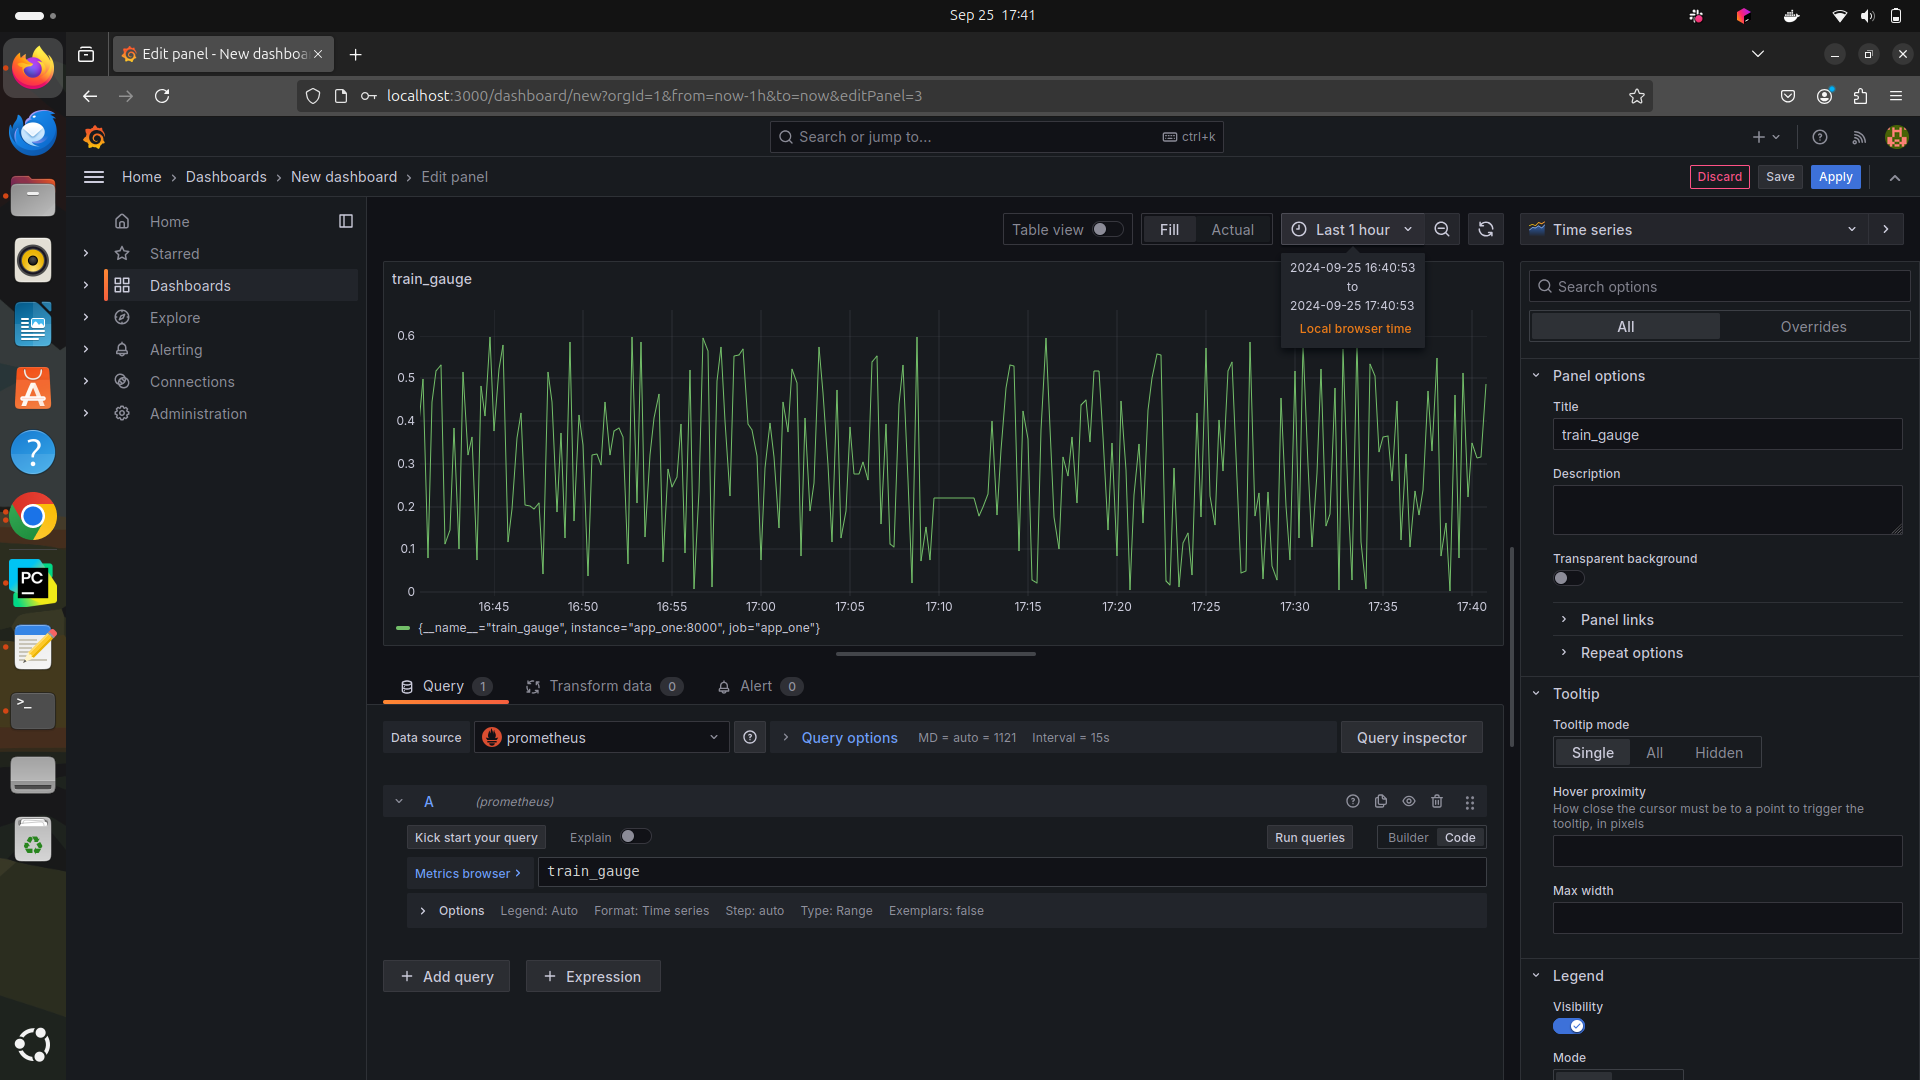 Sep 25 17:41
Edit panel - New dashboa
localhost:3000/dashboard/new?orgId=1&from=now-1h&to=now&editPanel=3
Search or jump to...
ctrl+k
Home › Dashboards › New dashboard › Edit panel
Discard
Save
Apply
Home
Starred
Dashboards
Explore
Alerting
Connections
Administration
Table view
Fill
Actual
Last 1 hour
Time series
2024-09-25 16:40:53
to
2024-09-25 17:40:53
Local browser time
train_gauge
0.6
0.5
0.4
0.3
0.2
0.1
0
16:45 16:50 16:55 17:00 17:05 17:10 17:15 17:20 17:25 17:30 17:35 17:40
{__name__="train_gauge", instance="app_one:8000", job="app_one"}
Query 1
Transform data 0
Alert 0
Data source
prometheus
Query options
MD = auto = 1121
Interval = 15s
Query inspector
A
(prometheus)
Kick start your query
Explain
Run queries
Builder
Code
Metrics browser
train_gauge
Options
Legend: Auto
Format: Time series
Step: auto
Type: Range
Exemplars: false
Add query
Expression
Search options
All
Overrides
Panel options
Title
train_gauge
Description
Transparent background
Panel links
Repeat options
Tooltip
Tooltip mode
Single
All
Hidden
Hover proximity
How close the cursor must be to a point to trigger the
tooltip, in pixels
Max width
Legend
Visibility
Mode
PC